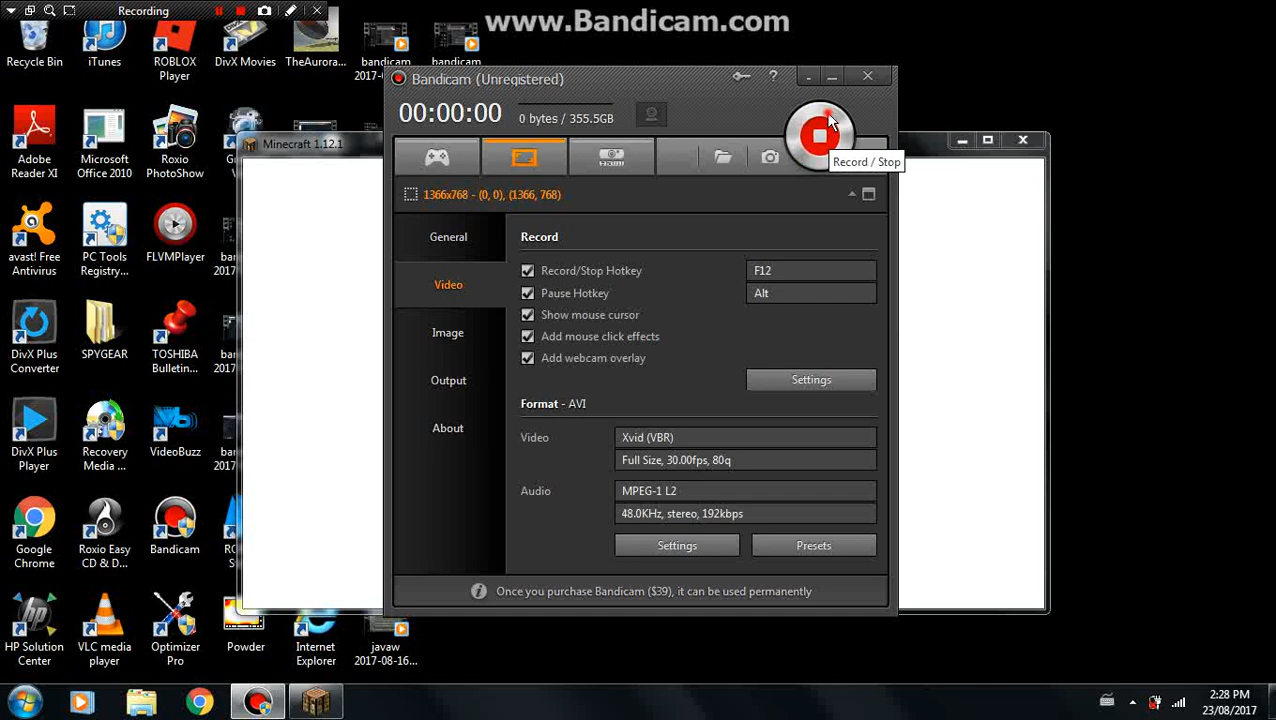 Recording
www.Bandicam.com
Recycle Bin
iTunes
ROBLOX
Player
DivX Movies
TheAurora...
bandicam
2017-0
bandicam
Bandicam (Unregistered)
?
00:00:00
0 bytes / 355.5GB
HDMI
Record / Stop
Minecraft 1.12.1
1366x768 - (0, 0), (1366, 768)
Adobe
Reader XI
Microsoft
Office 2010
Roxio
PhotoShow
General
Video
Image
Output
About
Record
Record/Stop Hotkey
F12
Pause Hotkey
Alt
Show mouse cursor
Add mouse click effects
Add webcam overlay
Settings
Format - AVI
Video
Xvid (VBR)
Full Size, 30.00fps, 80q
Audio
MPEG-1 L2
48.0KHz, stereo, 192kbps
Settings
Presets
Once you purchase Bandicam ($39), it can be used permanently
avast! Free
Antivirus
PC Tools
Registry...
FLVMPlayer
DivX Plus
Converter
SPYGEAR
TOSHIBA
Bulletin...
DivX Plus
Player
Recovery
Media ...
VideoBuzz
Google
Chrome
Roxio Easy
CD & D...
Bandicam
HP Solution
Center
VLC media
player
Optimizer
Pro
Powder
Internet
Explorer
javaw
2017-08-16...
2:28 PM
23/08/2017